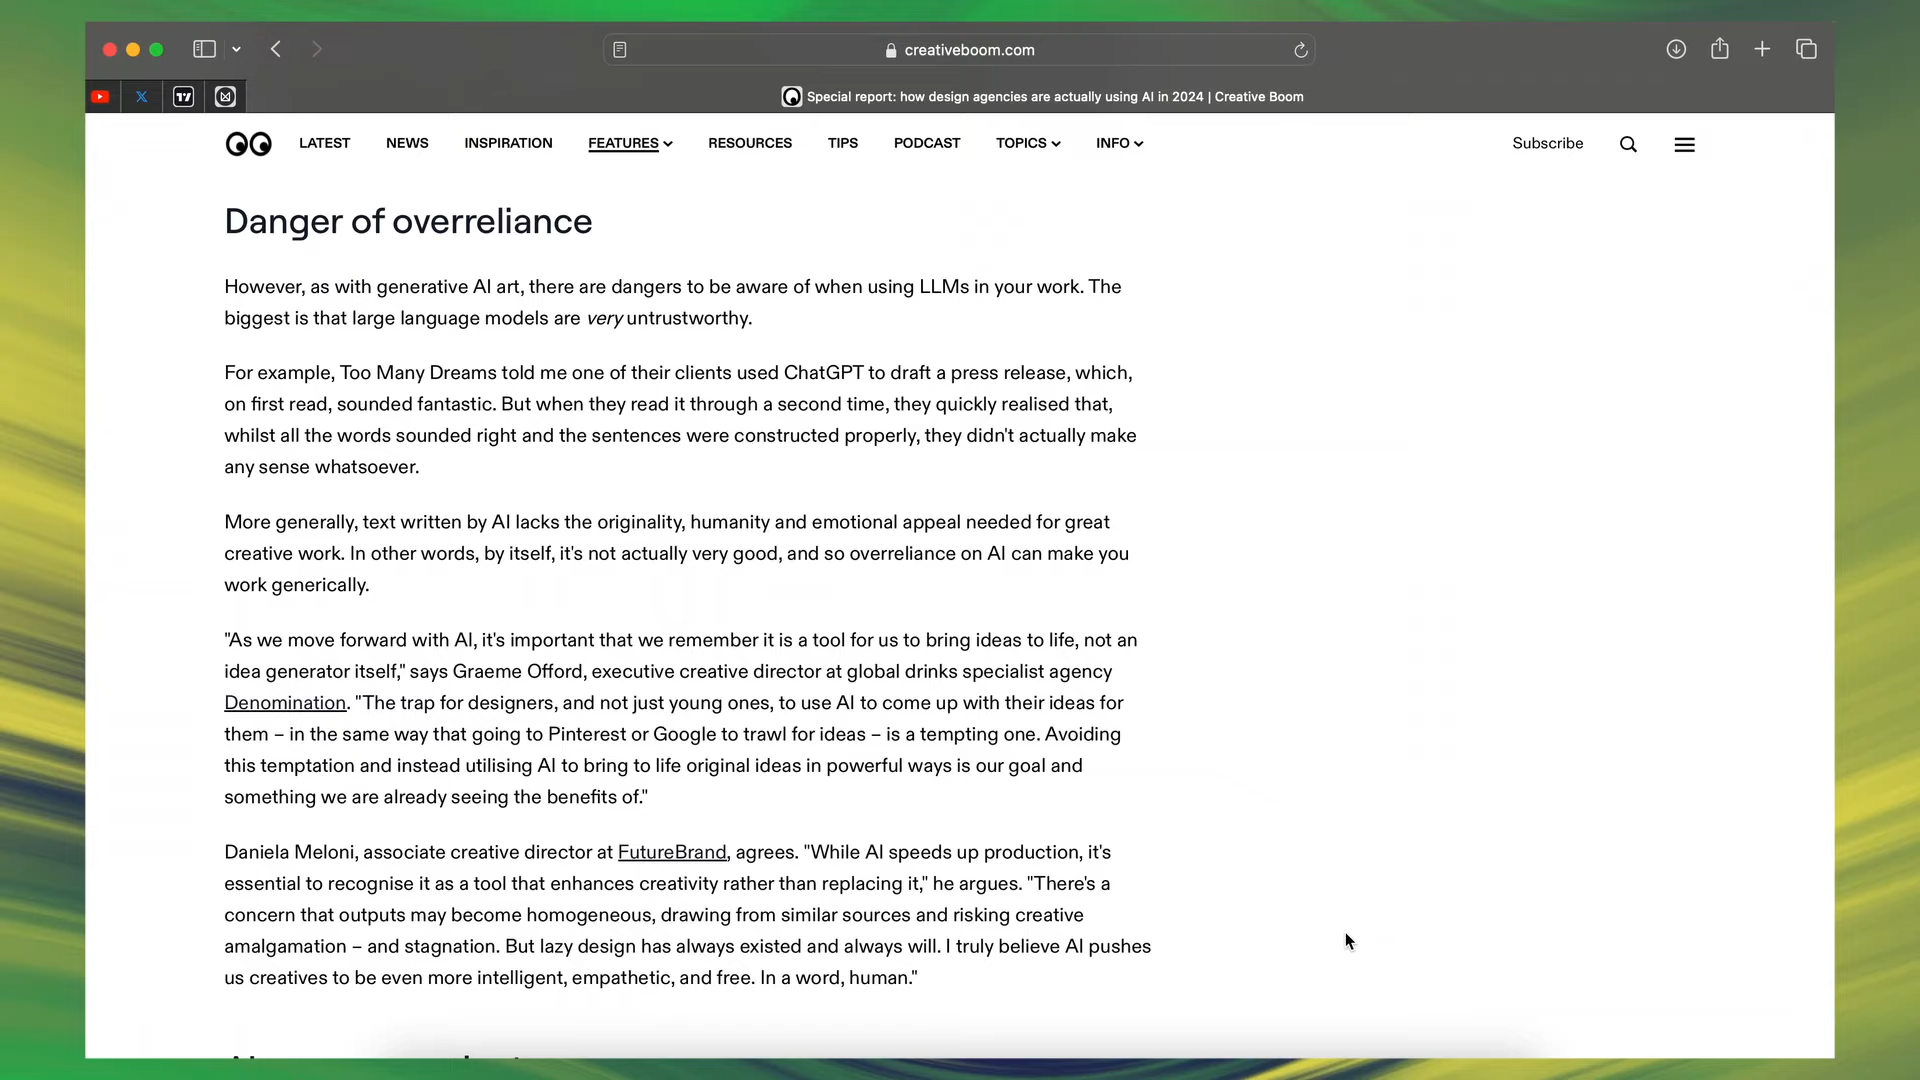 creativeboom.com
Special report: how design agencies are actually using AI in 2024 | Creative Boom
LATEST NEWS INSPIRATION FEATURES RESOURCES TIPS PODCAST TOPICS INFO Subscribe
Danger of overreliance
However, as with generative AI art, there are dangers to be aware of when using LLMs in your work. The
biggest is that large language models are very untrustworthy.
For example, Too Many Dreams told me one of their clients used ChatGPT to draft a press release, which,
on first read, sounded fantastic. But when they read it through a second time, they quickly realised that,
whilst all the words sounded right and the sentences were constructed properly, they didn't actually make
any sense whatsoever.
More generally, text written by AI lacks the originality, humanity and emotional appeal needed for great
creative work. In other words, by itself, it's not actually very good, and so overreliance on AI can make you
work generically.
"As we move forward with AI, it's important that we remember it is a tool for us to bring ideas to life, not an
idea generator itself," says Graeme Offord, executive creative director at global drinks specialist agency
Denomination. "The trap for designers, and not just young ones, to use AI to come up with their ideas for
them – in the same way that going to Pinterest or Google to trawl for ideas – is a tempting one. Avoiding
this temptation and instead utilising AI to bring to life original ideas in powerful ways is our goal and
something we are already seeing the benefits of."
Daniela Meloni, associate creative director at FutureBrand, agrees. "While AI speeds up production, it's
essential to recognise it as a tool that enhances creativity rather than replacing it," he argues. "There's a
concern that outputs may become homogeneous, drawing from similar sources and risking creative
amalgamation – and stagnation. But lazy design has always existed and always will. I truly believe AI pushes
us creatives to be even more intelligent, empathetic, and free. In a word, human."